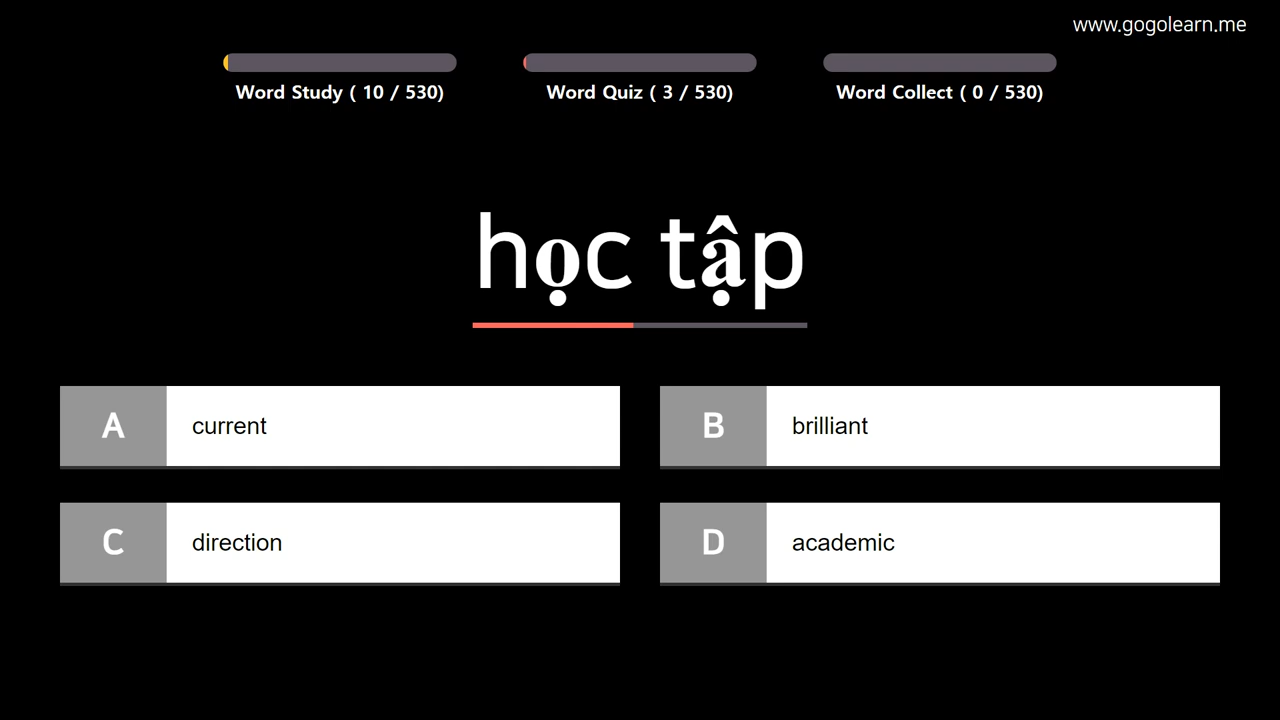 www.gogolearn.me
Word Study ( 10 / 530)
Word Quiz ( 3 / 530)
Word Collect ( 0 / 530)
học tập
A current
B brilliant
C direction
D academic